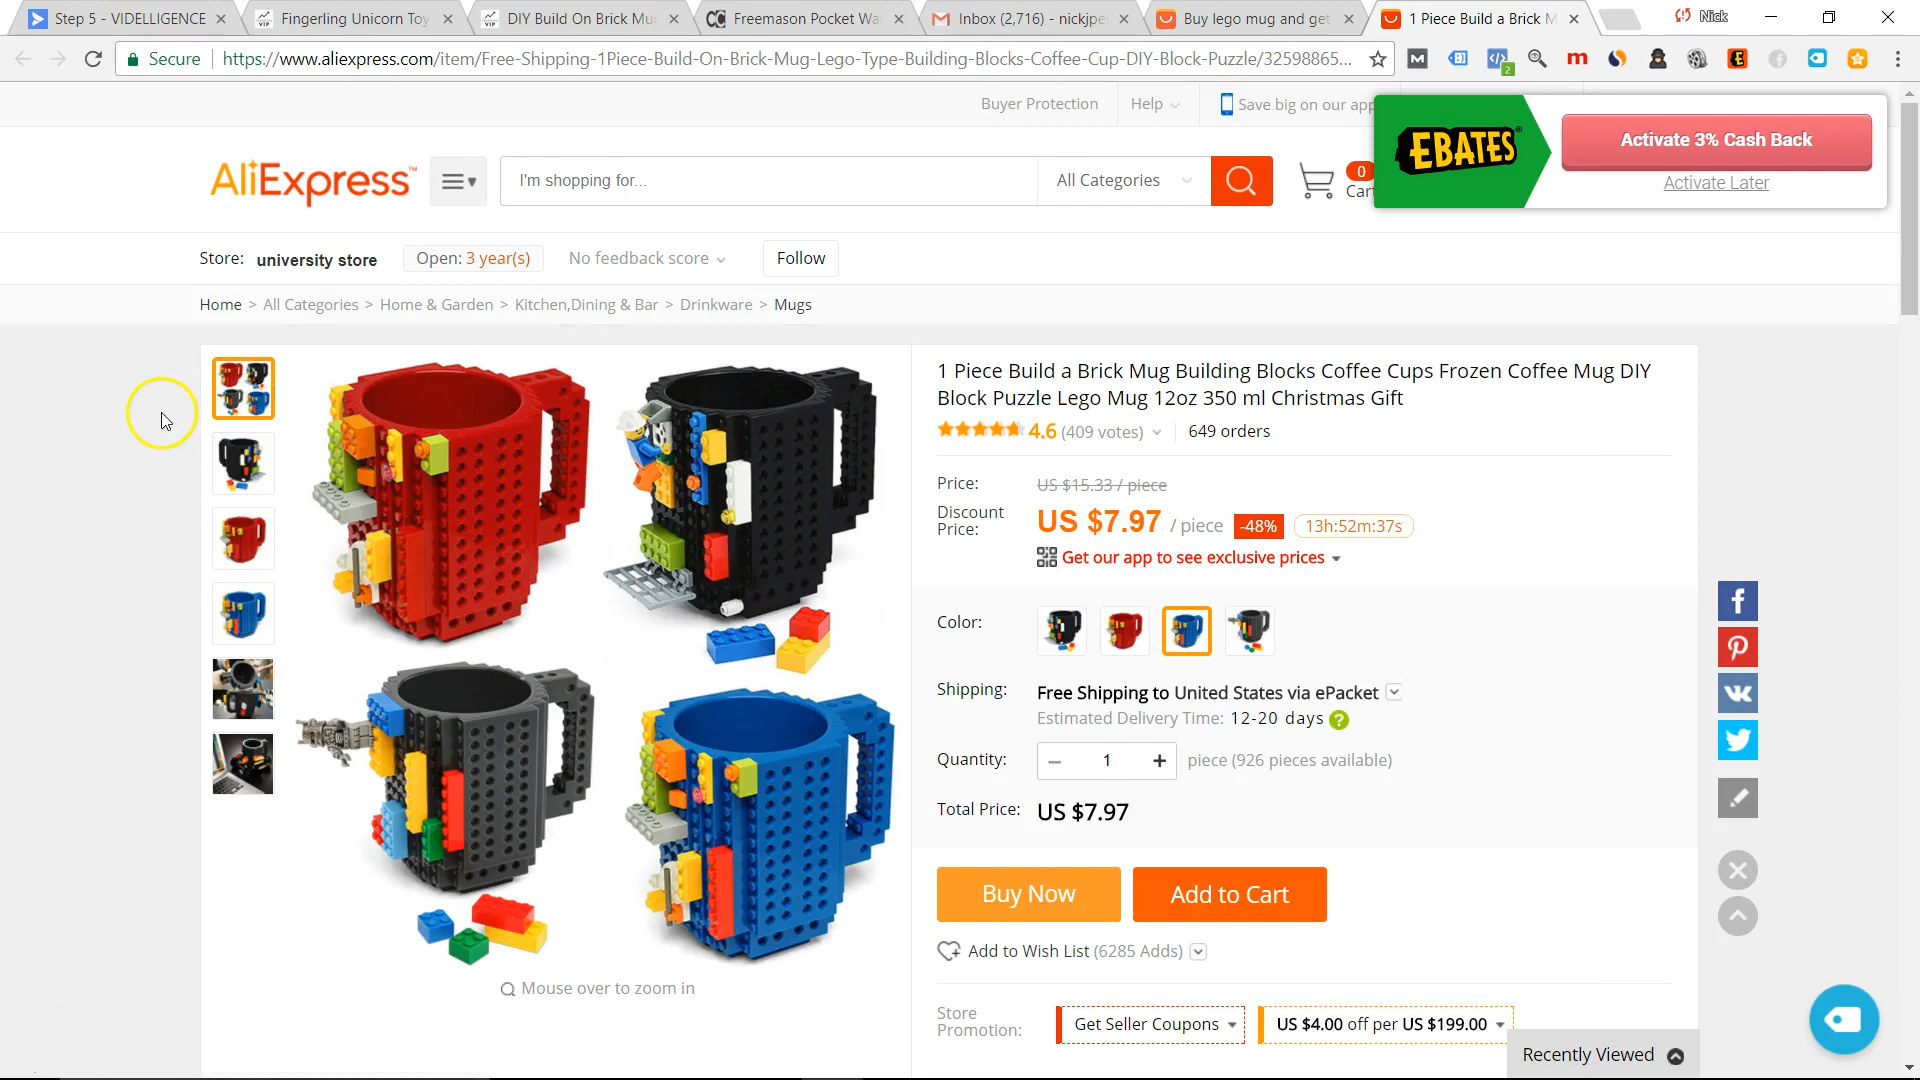 Step 5 - VIDELLIGENCE
Fingerling Unicorn Toy
DIY Build On Brick Mu
Freemason Pocket Wa
Inbox (2,716) - nickjpe
Buy lego mug and get
1 Piece Build a Brick M
Nick
Secure
https://www.aliexpress.com/item/Free-Shipping-1Piece-Build-On-Brick-Mug-Lego-Type-Building-Blocks-Coffee-Cup-DIY-Block-Puzzle/32598865...
2
Buyer Protection
Help
Save big on our app
EBATES
Activate 3% Cash Back
Activate Later
AliExpress™
I'm shopping for...
All Categories
0
Cart
Store: university store
Open: 3 year(s)
No feedback score
Follow
Home > All Categories > Home & Garden > Kitchen,Dining & Bar > Drinkware > Mugs
1 Piece Build a Brick Mug Building Blocks Coffee Cups Frozen Coffee Mug DIY
Block Puzzle Lego Mug 12oz 350 ml Christmas Gift
4.6 (409 votes)
649 orders
Price:
US $15.33 / piece
Discount
Price:
US $7.97 / piece
-48%
13h:52m:37s
Get our app to see exclusive prices
Color:
Shipping:
Free Shipping to United States via ePacket
Estimated Delivery Time: 12-20 days
Quantity:
1
piece (926 pieces available)
Total Price:
US $7.97
Buy Now
Add to Cart
Add to Wish List (6285 Adds)
Mouse over to zoom in
Store
Promotion:
Get Seller Coupons
US $4.00 off per US $199.00
Recently Viewed